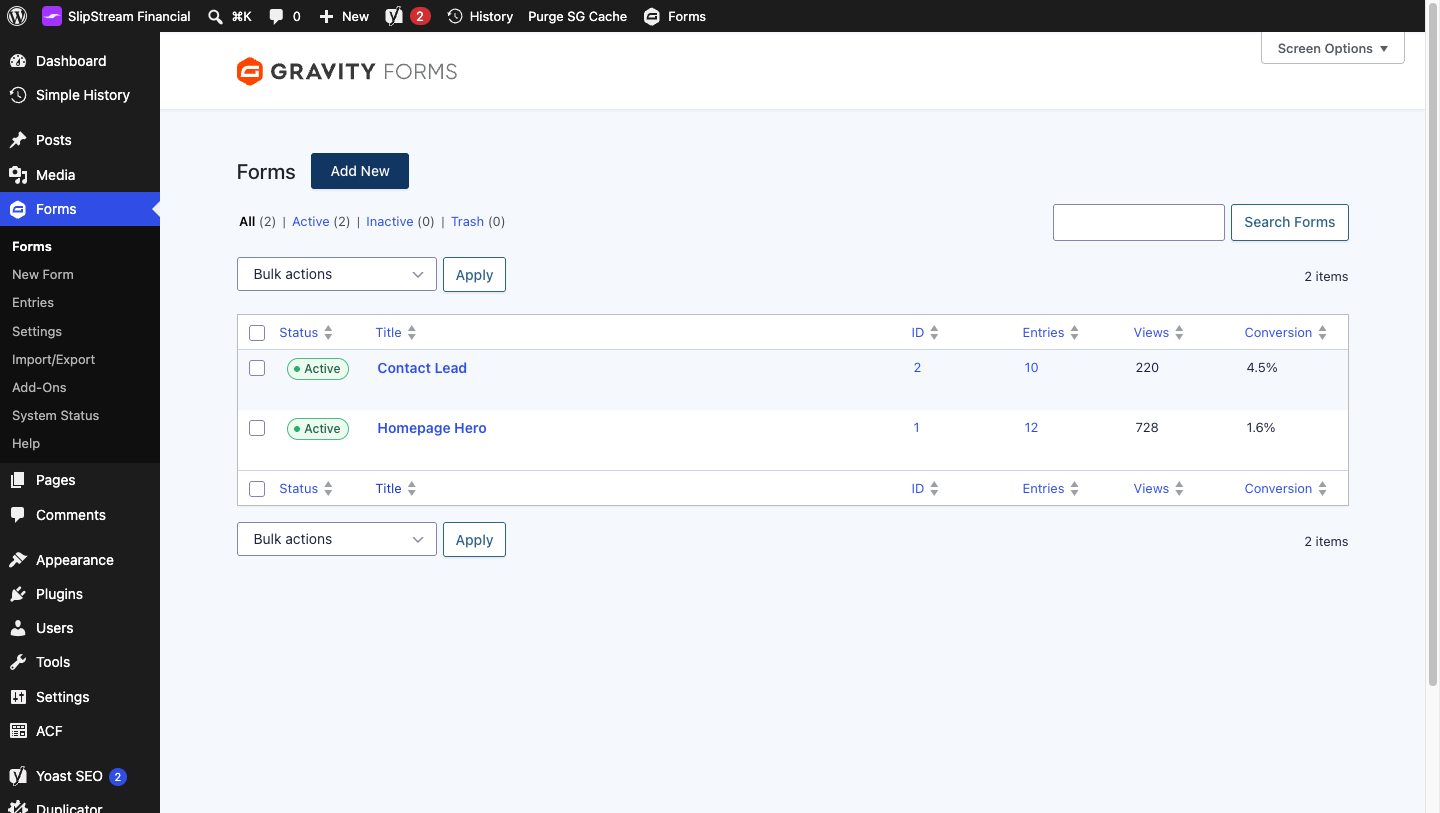 SlipStream Financial ⌘K 0 New 2 History Purge SG Cache Forms
Screen Options
GRAVITY FORMS
Dashboard
Simple History
Posts
Media
Forms
Forms
New Form
Entries
Settings
Import/Export
Add-Ons
System Status
Help
Pages
Comments
Appearance
Plugins
Users
Tools
Settings
ACF
Yoast SEO 2
Duplicator
Forms Add New
All (2) | Active (2) | Inactive (0) | Trash (0)
Search Forms
Bulk actions Apply
2 items
Status Title ID Entries Views Conversion
Active Contact Lead 2 10 220 4.5%
Active Homepage Hero 1 12 728 1.6%
Status Title ID Entries Views Conversion
Bulk actions Apply
2 items